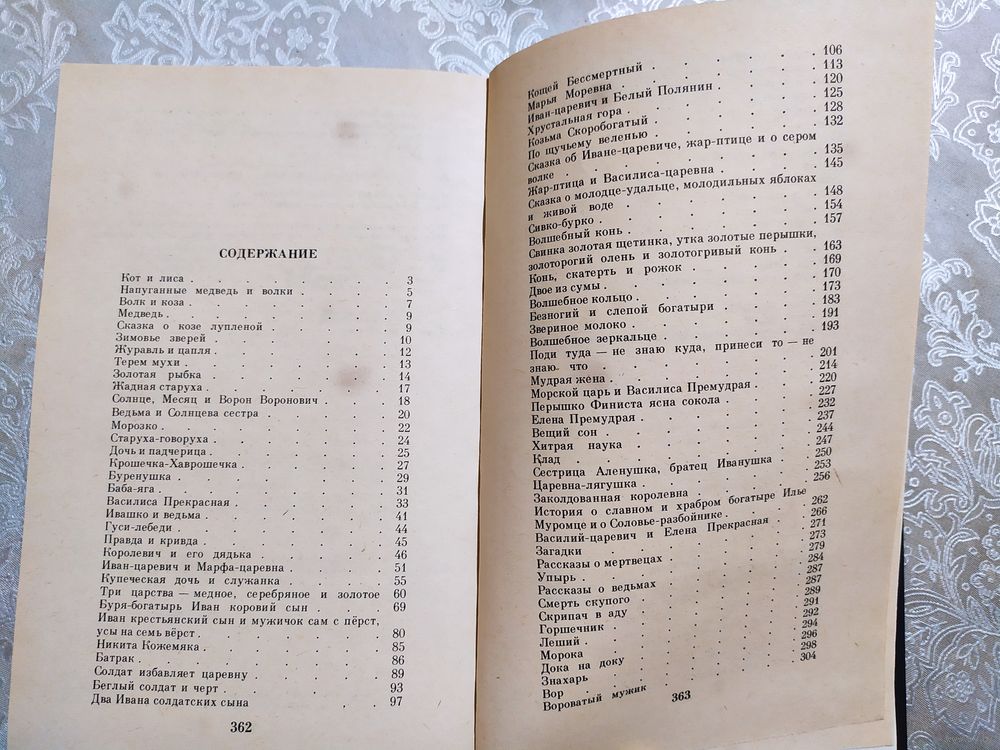 СОДЕРЖАНИЕ
Кот и лиса . . . . . . . 3
Напуганные медведь и волки . . . . 5
Волк и коза . . . . . . . 7
Медведь . . . . . . . 9
Сказка о козе лупленой . . . . . 9
Зимовье зверей . . . . . . 10
Журавль и цапля . . . . . . 12
Терем мухи . . . . . . . 13
Золотая рыбка . . . . . . 14
Жадная старуха . . . . . . 17
Солнце, Месяц и Ворон Воронович . . . 18
Ведьма и Солнцева сестра . . . . 20
Морозко . . . . . . . 22
Старуха-говоруха . . . . . . 24
Дочь и падчерица . . . . . . 25
Крошечка-Хаврошечка . . . . . 27
Буренушка . . . . . . . 29
Баба-яга . . . . . . . 31
Василиса Прекрасная . . . . . 33
Ивашко и ведьма . . . . . . 41
Гуси-лебеди . . . . . . . 44
Правда и кривда . . . . . . 45
Королевич и его дядька . . . . . 46
Иван-царевич и Марфа-царевна . . . . 51
Купеческая дочь и служанка . . . . 55
Три царства — медное, серебряное и золотое 60
Буря-богатырь Иван коровий сын . . . 69
Иван крестьянский сын и мужичок сам с пёрст,
усы на семь вёрст . . . . . . 80
Никита Кожемяка . . . . . . 85
Батрак . . . . . . . . 86
Солдат избавляет царевну . . . . 89
Беглый солдат и черт . . . . . 93
Два Ивана солдатских сына . . 97
362
Кощей Бессмертный . . . . . 106
Марья Моревна . . . . . . 113
Иван-царевич и Белый Полянин . . . . 120
Хрустальная гора . . . . . . 125
Козьма Скоробогатый . . . . . 128
По щучьему веленью . . . . . 132
Сказка об Иване-царевиче, жар-птице и о сером
волке . . . . . . . . 135
Жар-птица и Василиса-царевна . . . . 145
Сказка о молодце-удальце, молодильных яблоках
и живой воде . . . . . . 148
Сивко-бурко . . . . . . . 154
Волшебный конь . . . . . . 157
Свинка золотая щетинка, утка золотые перышки,
золоторогий олень и золотогривый конь . 163
Конь, скатерть и рожок . . . . . 169
Двое из сумы . . . . . . 170
Волшебное кольцо . . . . . . 173
Безногий и слепой богатыри . . . . 183
Звериное молоко . . . . . . 191
Волшебное зеркальце . . . . . 193
Поди туда — не знаю куда, принеси то — не
знаю что . . . . . . . 201
Мудрая жена . . . . . . . 214
Морской царь и Василиса Премудрая . . . 220
Перышко Финиста ясна сокола . . . . 227
Елена Премудрая . . . . . . 232
Вещий сон . . . . . . . 237
Хитрая наука . . . . . . 244
Клад . . . . . . . . 247
Сестрица Аленушка, братец Иванушка . . 250
Царевна-лягушка . . . . . . 253
Заколдованная королевна . . . . . 256
История о славном и храбром богатыре Илье
Муромце и о Соловье-разбойнике . . . 262
Василий-царевич и Елена Прекрасная . . 266
Загадки . . . . . . . 271
Рассказы о мертвецах . . . . . 273
Упырь . . . . . . . . 279
Рассказы о ведьмах . . . . . 284
Смерть скупого . . . . . . 287
Скрипач в аду . . . . . . 287
Горшечник . . . . . . . 289
Леший . . . . . . . . 291
Морока . . . . . . . . 292
Дока на доку . . . . . . 294
Знахарь . . . . . . . 296
Вор . . . . . . . . 298
Вороватый мужик . . . . . 304
363